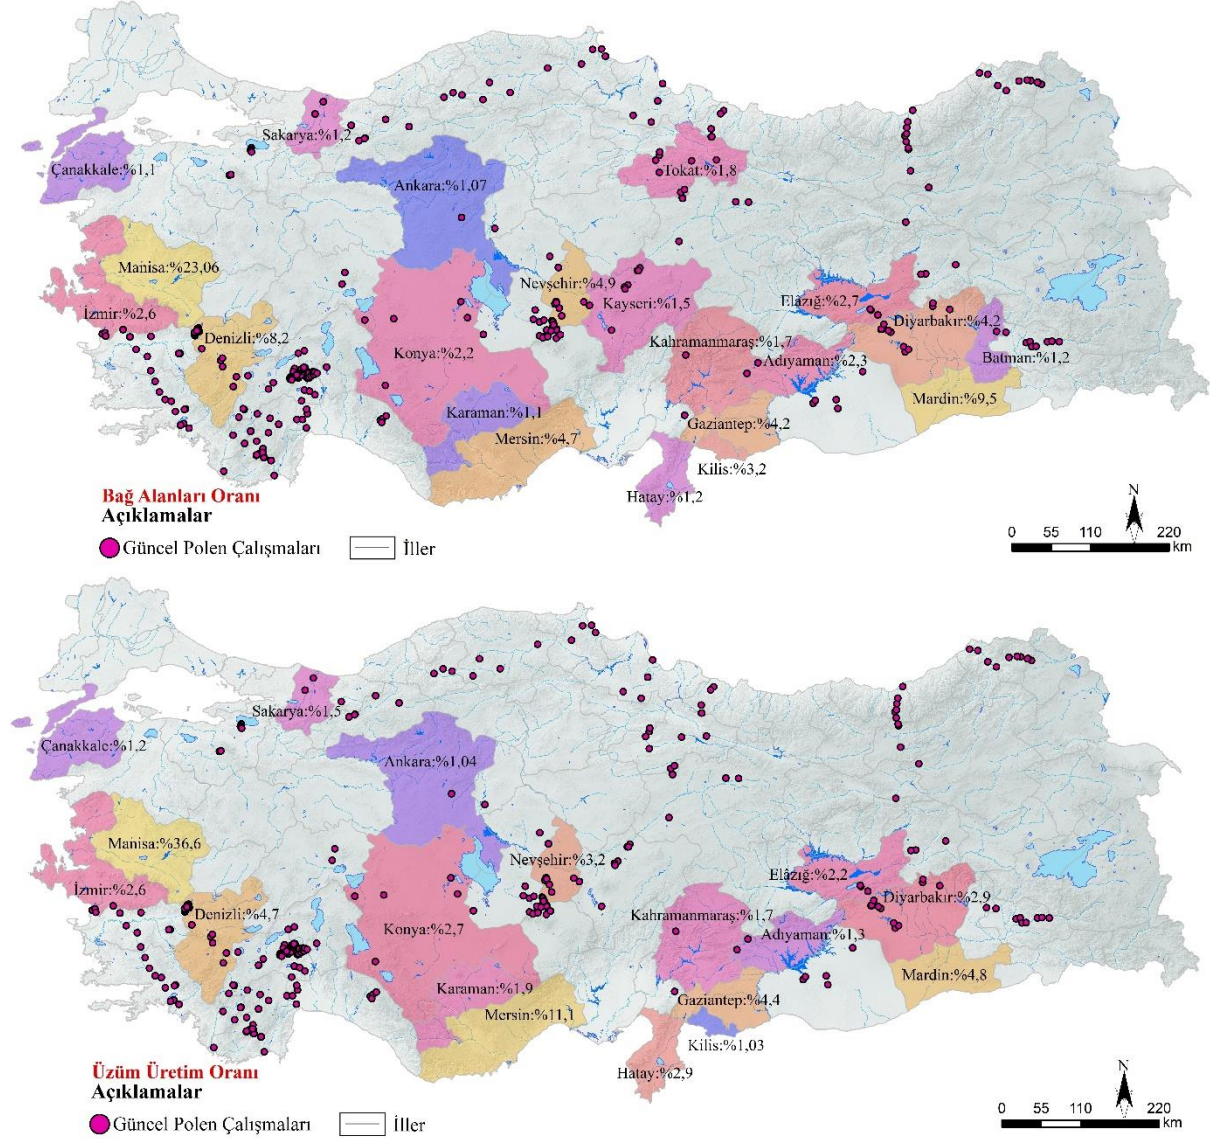 Sakarya:%1,2
Çanakkale:%1,1
Ankara:%1,07
Tokat:%1,8
Manisa:%23,06
Nevşehir:%4,9
Kayseri:%1,5
Elâzığ:%2,7
İzmir:%2,6
Denizli:%8,2
Diyarbakır:%4,2
Kahramanmaraş:%1,7
Konya:%2,2
Adıyaman:%2,3
Batman:%1,2
Karaman:%1,1
Mardin:%9,5
Gaziantep:%4,2
Mersin:%4,7
Kilis:%3,2
Hatay:%1,2
Bağ Alanları Oranı
Açıklamalar
Güncel Polen Çalışmaları İller
N
0 55 110 220
km
Sakarya:%1,5
Çanakkale:%1,2
Ankara:%1,04
Manisa:%36,6
Nevşehir:%3,2
Elâzığ:%2,2
İzmir:%2,6
Diyarbakır:%2,9
Denizli:%4,7
Kahramanmaraş:%1,7
Konya:%2,7
Adıyaman:%1,3
Mardin:%4,8
Karaman:%1,9
Gaziantep:%4,4
Mersin:%11,1
Kilis:%1,03
Hatay:%2,9
Üzüm Üretim Oranı
Açıklamalar
Güncel Polen Çalışmaları İller
N
0 55 110 220
km